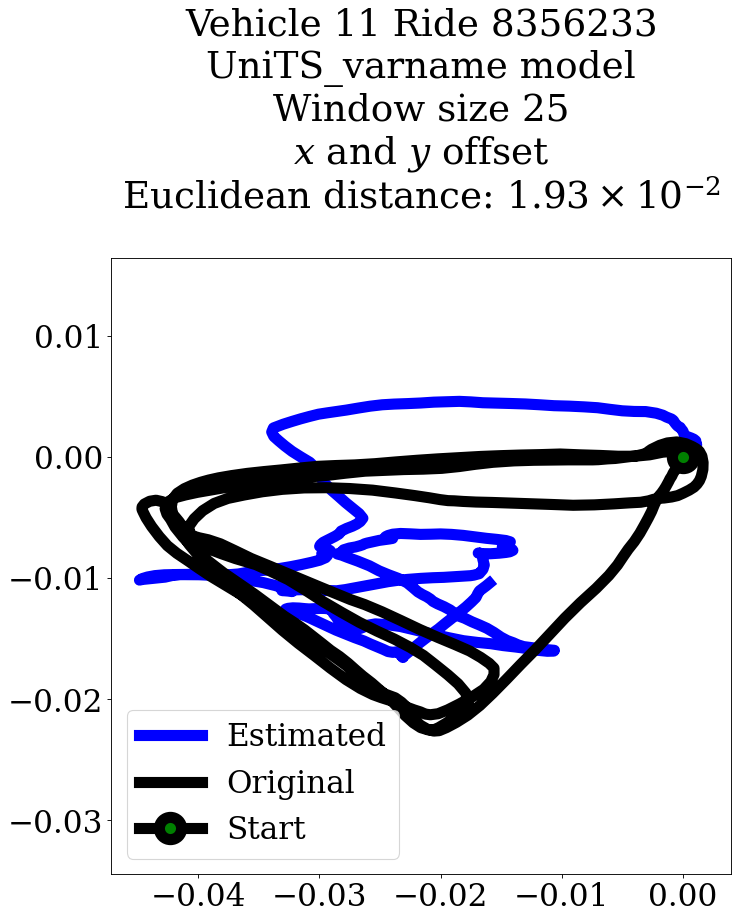 Vehicle 11 Ride 8356233
UniTS_varname model
Window size 25
x and y offset
Euclidean distance: 1.93 × 10⁻²
0.01
0.00
−0.01
−0.02
−0.03
Estimated
Original
Start
−0.04 −0.03 −0.02 −0.01 0.00